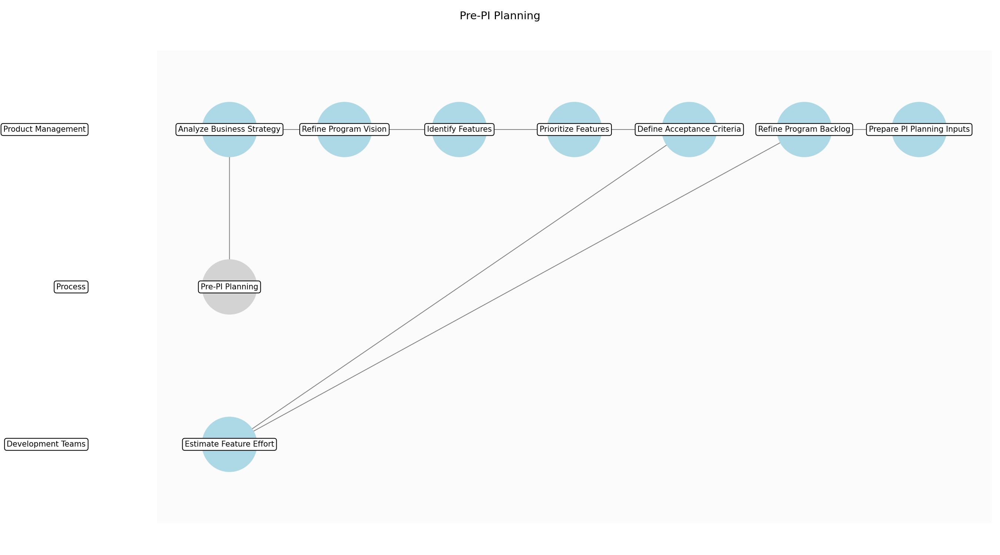 Pre-PI Planning
Product Management
Analyze Business Strategy
Refine Program Vision
Identify Features
Prioritize Features
Define Acceptance Criteria
Refine Program Backlog
Prepare PI Planning Inputs
Process
Pre-PI Planning
Development Teams
Estimate Feature Effort